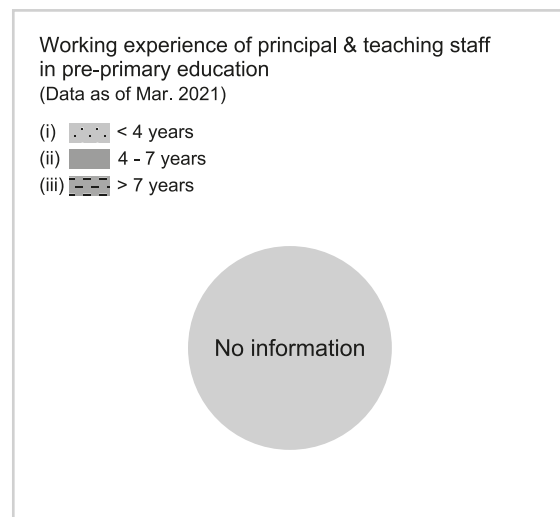 Working experience of principal & teaching staff
in pre-primary education
(Data as of Mar. 2021)
(i) < 4 years
(ii) 4 - 7 years
(iii) > 7 years
No information